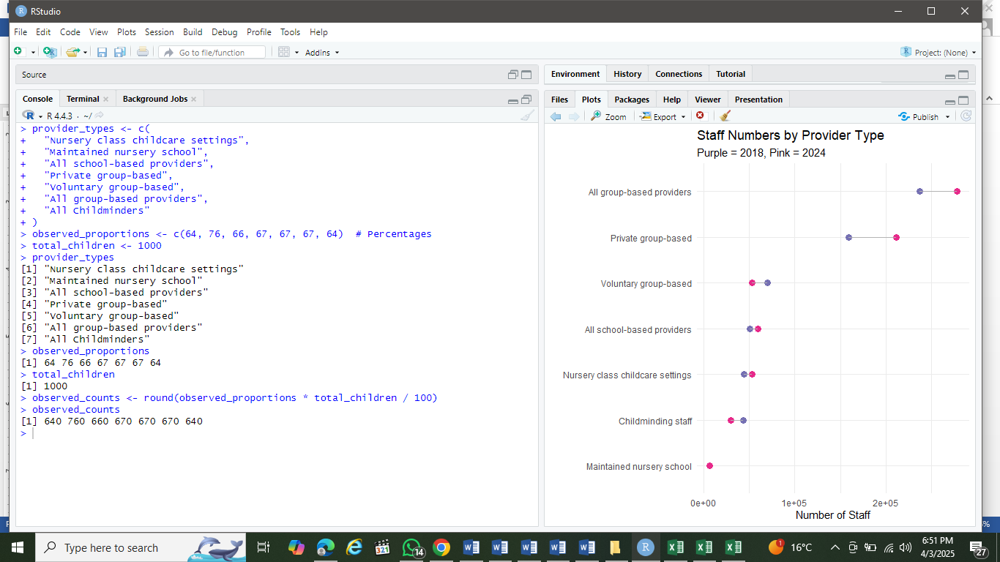 RStudio
File Edit Code View Plots Session Build Debug Profile Tools Help
Go to file/function
Addins
Project: (None)
Source
Console Terminal Background Jobs
R 4.4.3 · ~/
> provider_types <- c(
+   "Nursery class childcare settings",
+   "Maintained nursery school",
+   "All school-based providers",
+   "Private group-based",
+   "Voluntary group-based",
+   "All group-based providers",
+   "All Childminders"
+ )
> observed_proportions <- c(64, 76, 66, 67, 67, 67, 64)  # Percentages
> total_children <- 1000
> provider_types
[1] "Nursery class childcare settings"
[2] "Maintained nursery school"
[3] "All school-based providers"
[4] "Private group-based"
[5] "Voluntary group-based"
[6] "All group-based providers"
[7] "All Childminders"
> observed_proportions
[1] 64 76 66 67 67 67 64
> total_children
[1] 1000
> observed_counts <- round(observed_proportions * total_children / 100)
> observed_counts
[1] 640 760 660 670 670 670 640
>
Environment History Connections Tutorial
Files Plots Packages Help Viewer Presentation
Zoom Export Publish
Staff Numbers by Provider Type
Purple = 2018, Pink = 2024
All group-based providers
Private group-based
Voluntary group-based
All school-based providers
Nursery class childcare settings
Childminding staff
Maintained nursery school
0e+00 1e+05 2e+05
Number of Staff
Type here to search
321
14
1
16°C
6:51 PM
4/3/2025
27